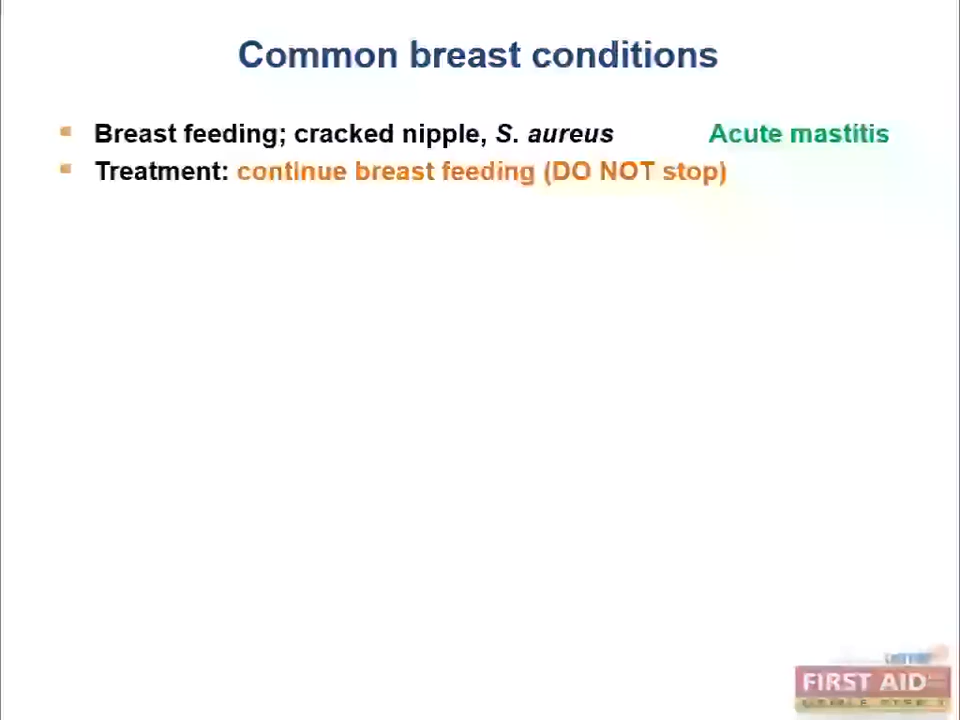 Common breast conditions
Breast feeding; cracked nipple, S. aureus Acute mastitis
Treatment: continue breast feeding (DO NOT stop)
FIRST AID